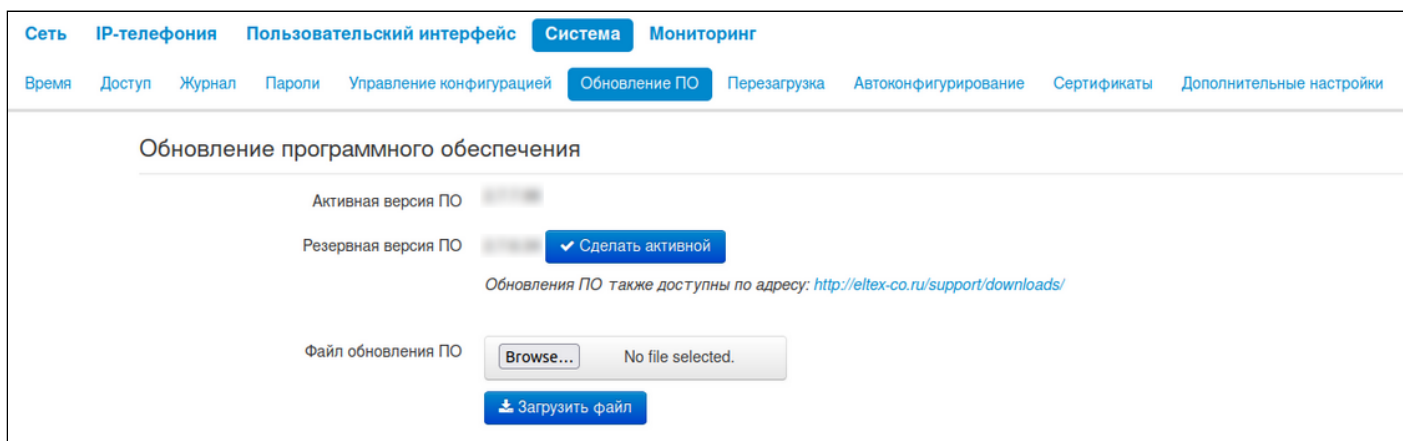 Сеть IP-телефония Пользовательский интерфейс Система Мониторинг
Время Доступ Журнал Пароли Управление конфигурацией Обновление ПО Перезагрузка Автоконфигурирование Сертификаты Дополнительные настройки
Обновление программного обеспечения
Активная версия ПО
Резервная версия ПО Сделать активной
Обновления ПО также доступны по адресу: http://eltex-co.ru/support/downloads/
Файл обновления ПО Browse... No file selected.
Загрузить файл